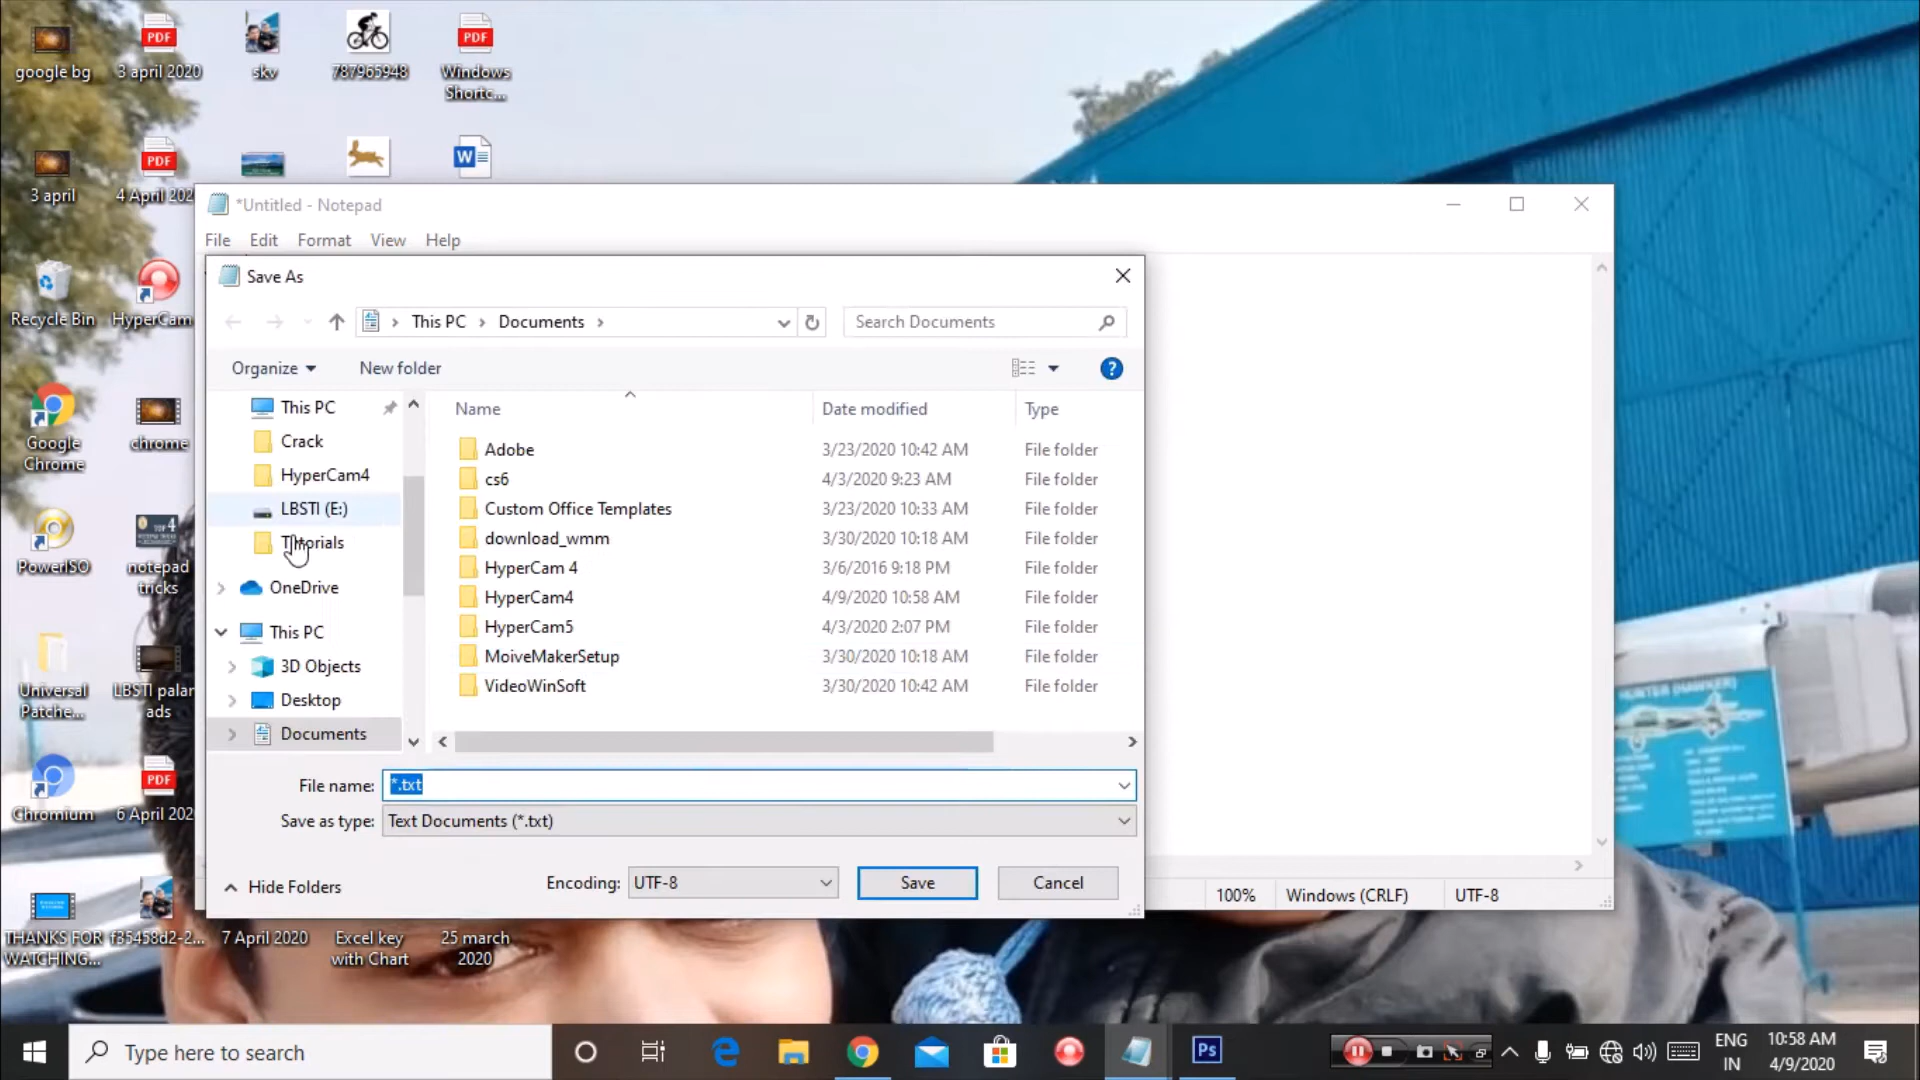 google bg
3 april 2020
skv
787965948
Windows
Shortc...
3 april
4 April 202
*Untitled - Notepad
File Edit Format View Help
Save As
This PC > Documents >
Search Documents
Organize
New folder
This PC
Crack
HyperCam4
LBSTI (E:)
OneDrive
This PC
3D Objects
Desktop
Documents
Name Date modified Type
Adobe 3/23/2020 10:42 AM File folder
cs6 4/3/2020 9:23 AM File folder
Custom Office Templates 3/23/2020 10:33 AM File folder
download_wmm 3/30/2020 10:18 AM File folder
HyperCam 4 3/6/2016 9:18 PM File folder
HyperCam4 4/9/2020 10:58 AM File folder
HyperCam5 4/3/2020 2:07 PM File folder
MoiveMakerSetup 3/30/2020 10:18 AM File folder
VideoWinSoft 3/30/2020 10:42 AM File folder
File name: *.txt
Save as type: Text Documents (*.txt)
Hide Folders
Encoding: UTF-8
Save
Cancel
100% Windows (CRLF) UTF-8
Recycle Bin
HyperCam
Google
Chrome
chrome
PowerISO
TOP 4
notepad
tricks
Universal
Patche...
LBSTI palan
ads
Chromium
6 April 202
THANKS FOR
WATCHING...
f35458d2-2...
7 April 2020
Excel key
with Chart
25 march
2020
HUNTER (HAWKER)
Type here to search
ENG
IN
10:58 AM
4/9/2020